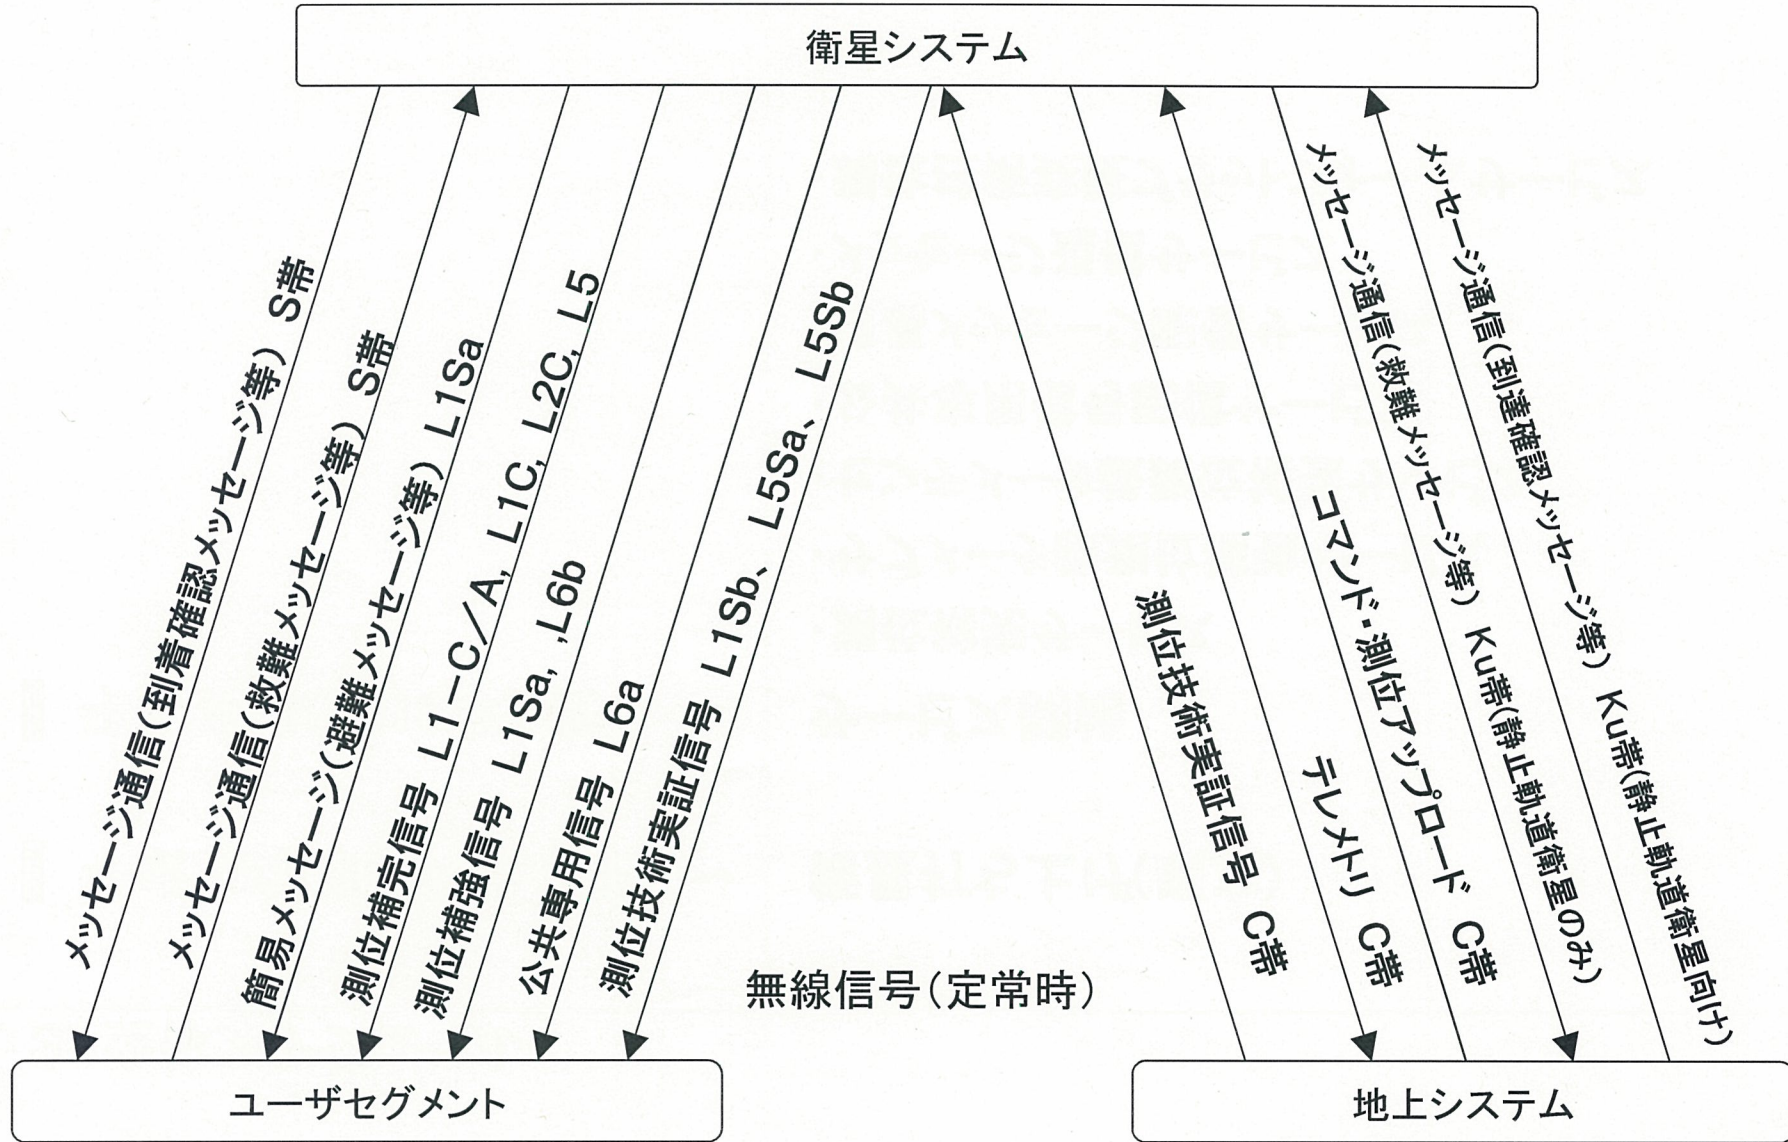 衛星システム
メッセージ通信(到着確認メッセージ等) S帯
メッセージ通信(救難メッセージ等) S帯
簡易メッセージ(避難メッセージ等) L1Sa
測位補完信号 L1-C/A, L1C, L2C, L5
測位補強信号 L1Sa, ,L6b
公共専用信号 L6a
測位技術実証信号 L1Sb、L5Sa、L5Sb
測位技術実証信号 C帯
テレメトリ C帯
コマンド・測位アップロード C帯
メッセージ通信(救難メッセージ等) Ku帯(静止軌道衛星のみ)
メッセージ通信(到達確認メッセージ等) Ku帯(静止軌道衛星向け)
無線信号(定常時)
ユーザセグメント
地上システム